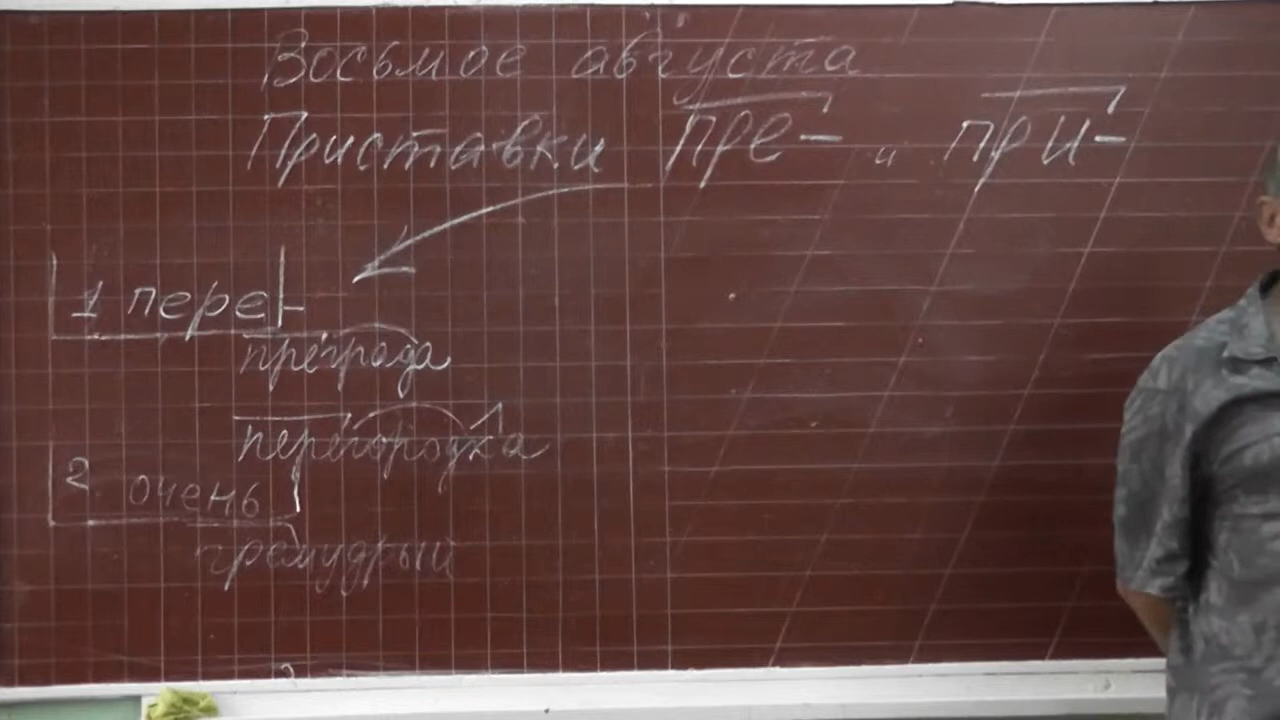 Восьмое августа
Приставки пре- и при-
1 пере-
преграда
перегородка
2 очень
премудрый